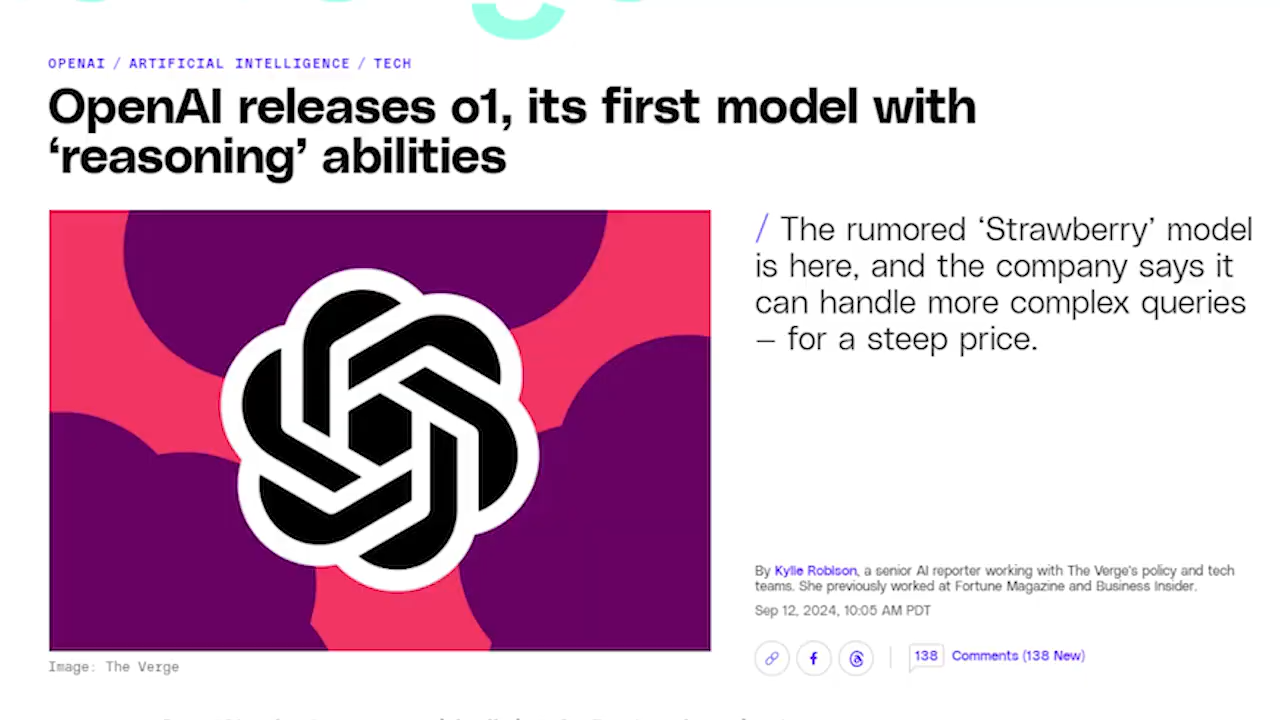 OPENAI / ARTIFICIAL INTELLIGENCE / TECH
OpenAI releases o1, its first model with
‘reasoning’ abilities
/ The rumored ‘Strawberry’ model
is here, and the company says it
can handle more complex queries
— for a steep price.
By Kylie Robison, a senior AI reporter working with The Verge's policy and tech
teams. She previously worked at Fortune Magazine and Business Insider.
Sep 12, 2024, 10:05 AM PDT
138 Comments (138 New)
Image: The Verge